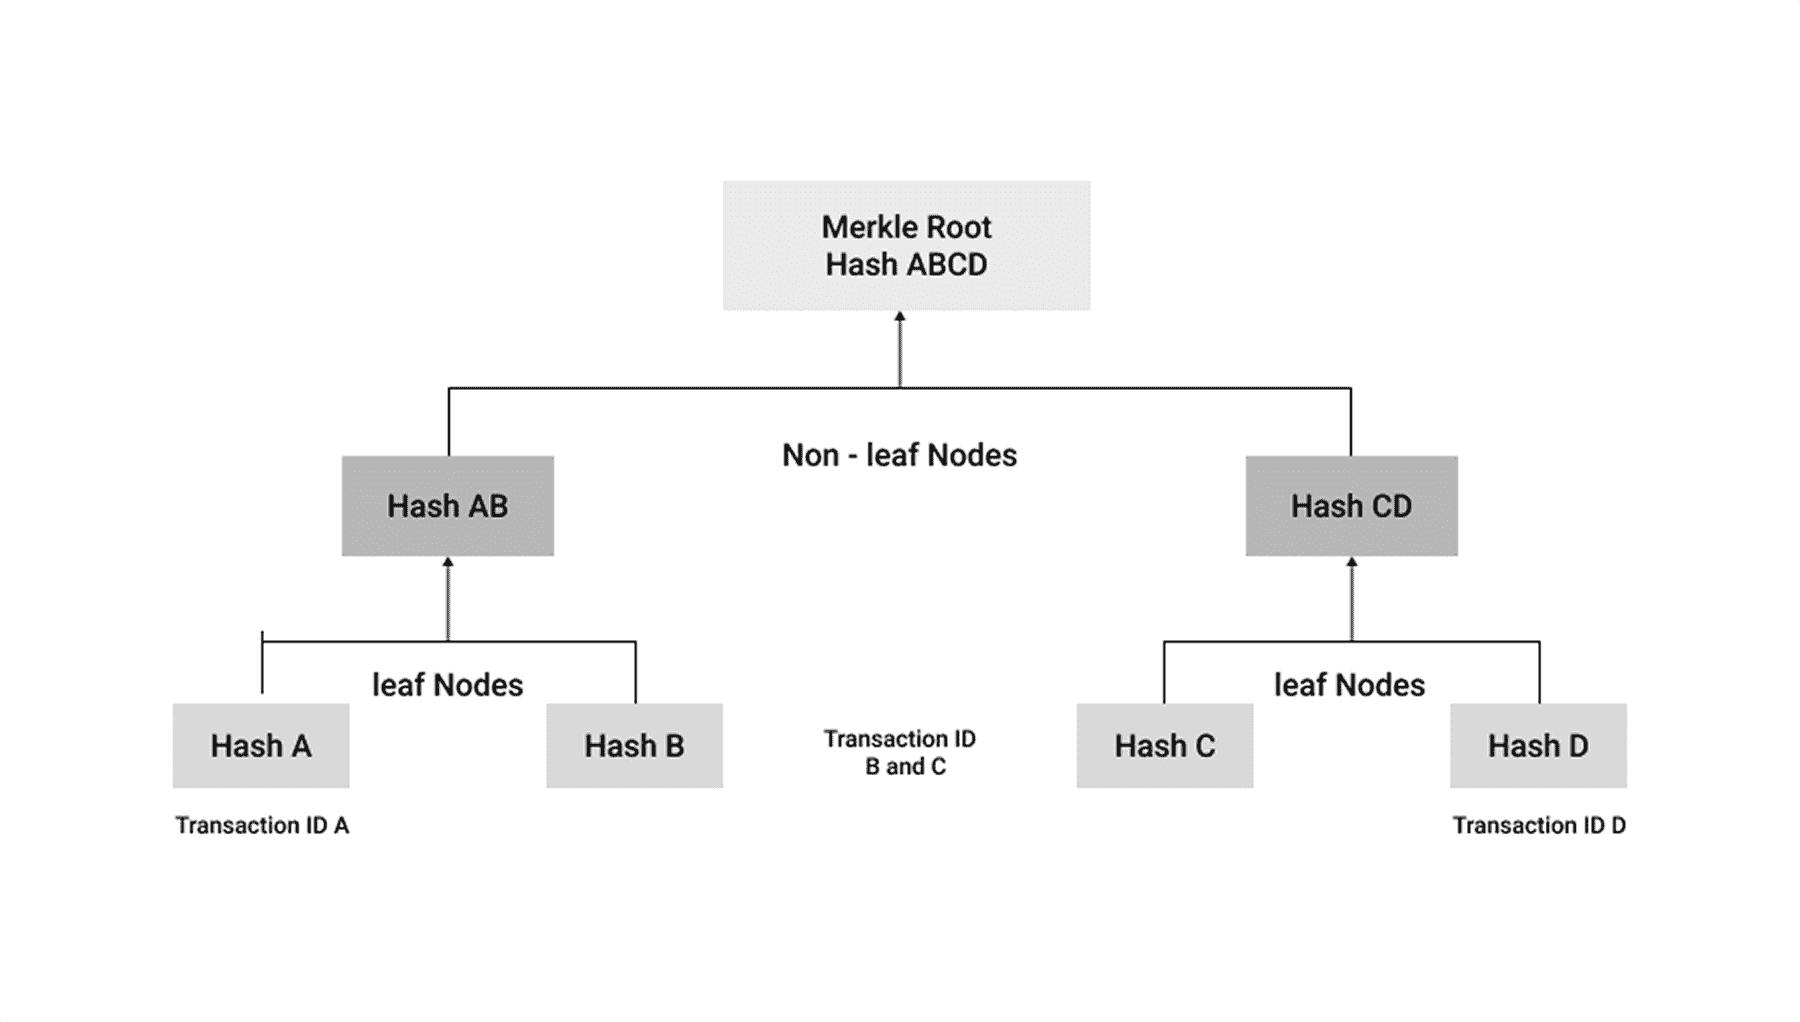 Merkle Root
Hash ABCD
Non - leaf Nodes
Hash AB
Hash CD
leaf Nodes
leaf Nodes
Hash A
Hash B
Transaction ID
B and C
Hash C
Hash D
Transaction ID A
Transaction ID D